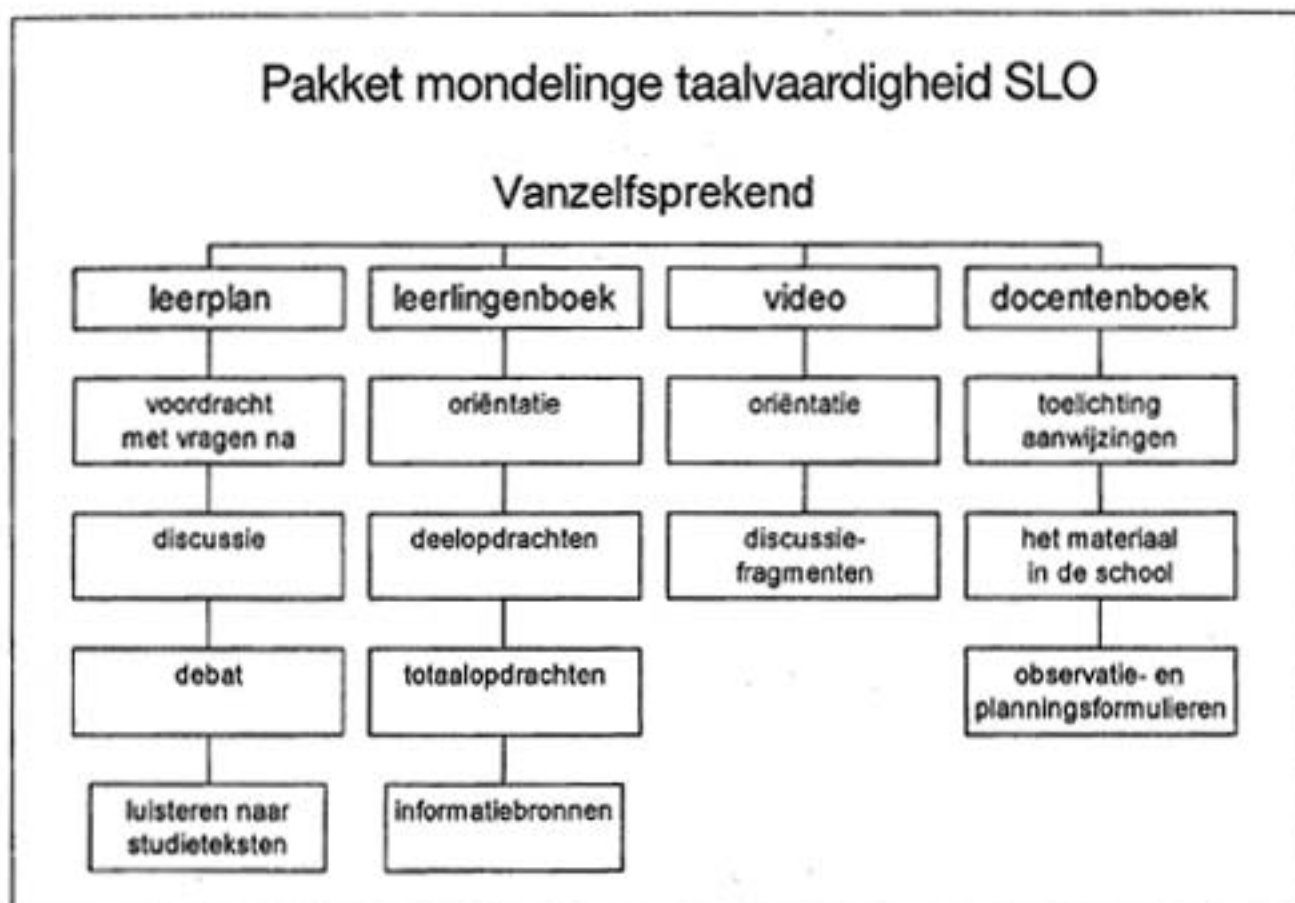 Pakket mondelinge taalvaardigheid SLO
Vanzelfsprekend
leerplan
leerlingenboek
video
docentenboek
voordracht
met vragen na
oriëntatie
oriëntatie
toelichting
aanwijzingen
discussie
deelopdrachten
discussie-
fragmenten
het materiaal
in de school
debat
totaalopdrachten
observatie- en
planningsformulieren
luisteren naar
studieteksten
informatiebronnen